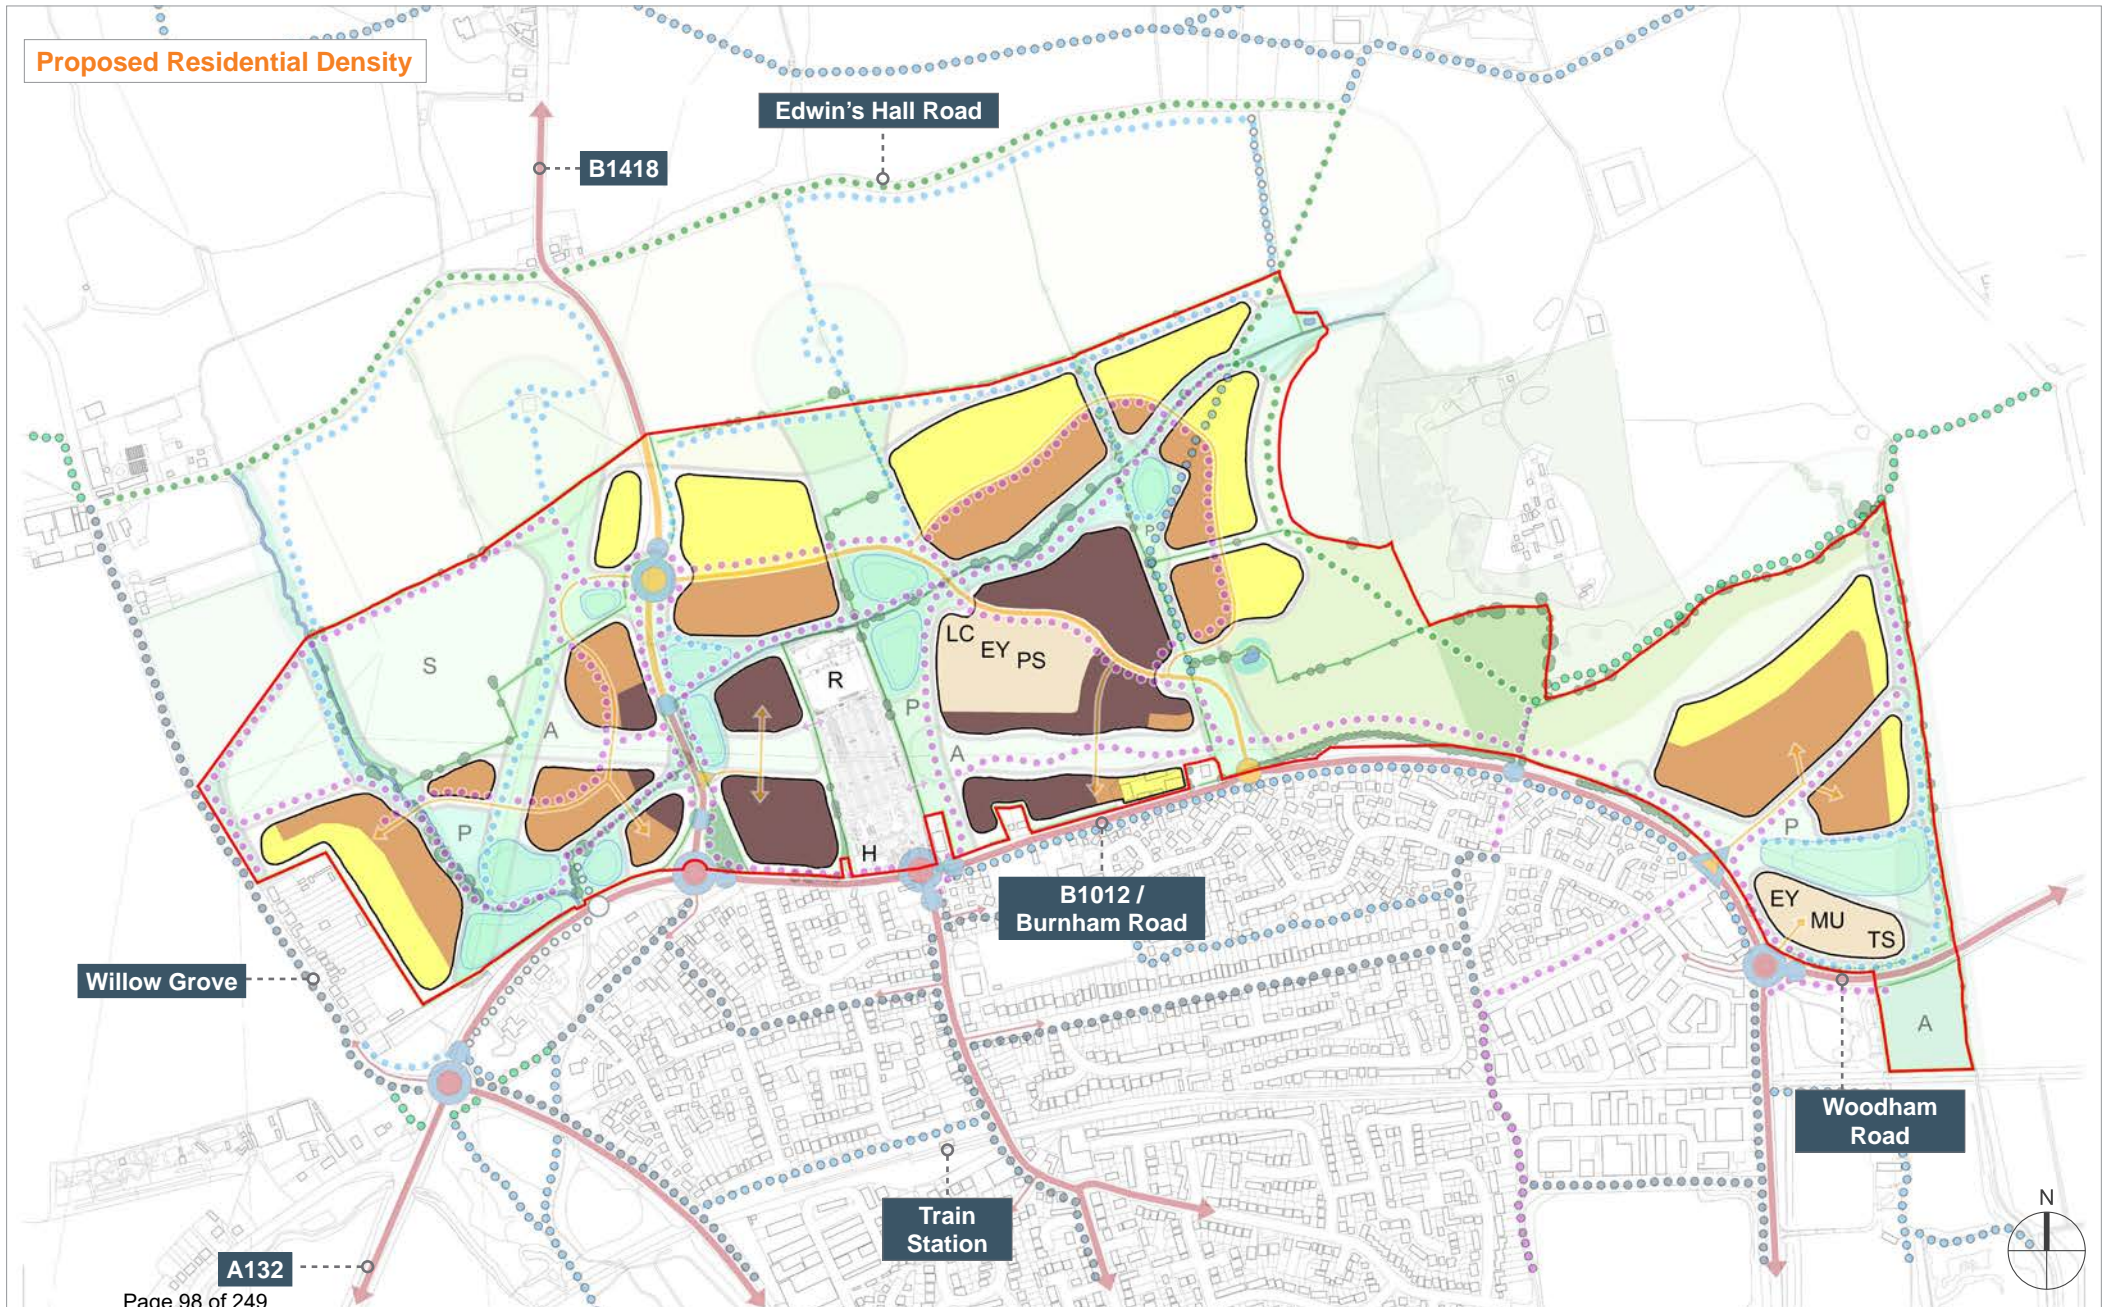 Proposed Residential Density
Edwin's Hall Road
B1418
S
A
P
LC
EY
PS
R
P
P
A
H
B1012 /
Burnham Road
P
EY
MU
TS
A
Willow Grove
Woodham
Road
Train
Station
A132
N
Page 98 of 249